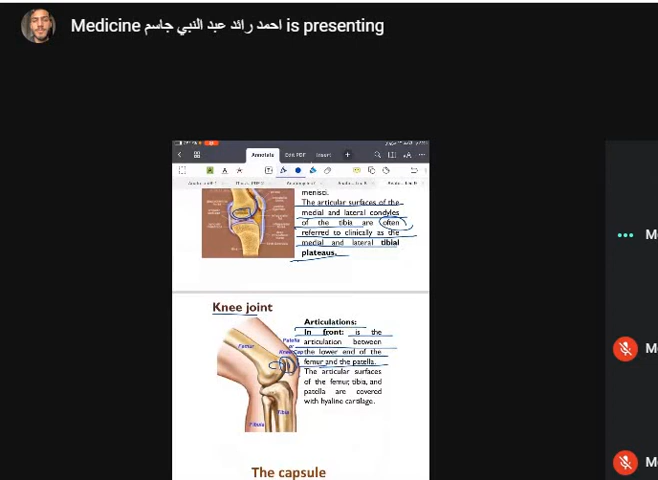 Medicine احمد رائد عبد النبي جاسم is presenting
Annotate Edit PDF Insert
menisci.
The articular surfaces of the
medial and lateral condyles
of the tibia are often
referred to clinically as the
medial and lateral tibial
plateaus.
Knee joint
Articulations:
In front: is the
articulation between
the lower end of the
femur and the patella.
The articular surfaces
of the femur, tibia, and
patella are covered
with hyaline cartilage.
Patella
or
Knee Cap
Femur
Tibia
Fibula
The capsule
M
M
M